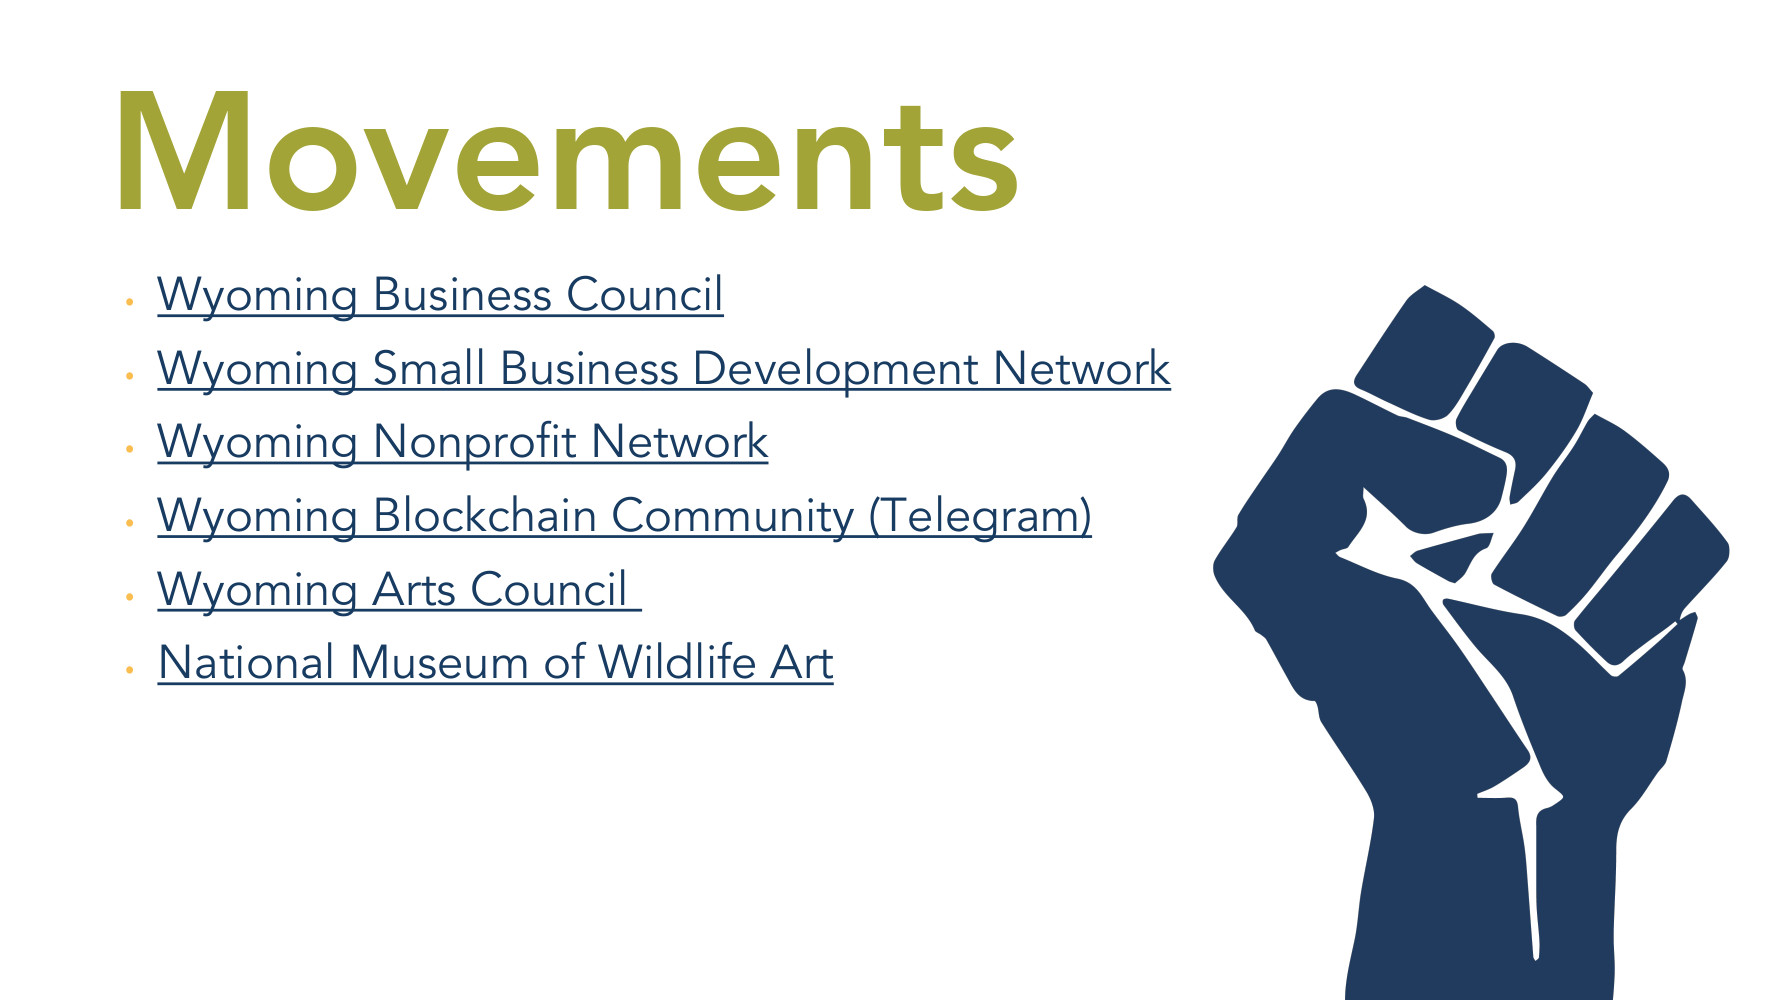 Movements
• Wyoming Business Council
• Wyoming Small Business Development Network
• Wyoming Nonprofit Network
• Wyoming Blockchain Community (Telegram)
• Wyoming Arts Council
• National Museum of Wildlife Art